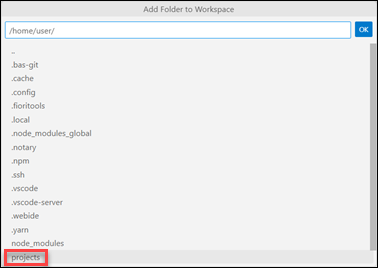 Add Folder to Workspace
/home/user/
OK
..
.bas-git
.cache
.config
.fioritools
.local
.node_modules_global
.notary
.npm
.ssh
.vscode
.vscode-server
.webide
.yarn
node_modules
projects